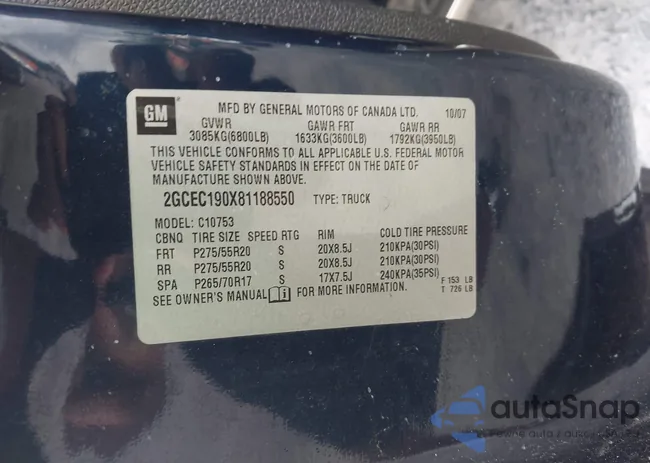 GM MFD BY GENERAL MOTORS OF CANADA LTD. 10/07
GVWR GAWR FRT GAWR RR
3085KG(6800LB) 1633KG(3600LB) 1792KG(3950LB)
THIS VEHICLE CONFORMS TO ALL APPLICABLE U.S. FEDERAL MOTOR
VEHICLE SAFETY STANDARDS IN EFFECT ON THE DATE OF
MANUFACTURE SHOWN ABOVE.
2GCEC190X81188550 TYPE: TRUCK
MODEL: C10753
CBNQ TIRE SIZE SPEED RTG RIM COLD TIRE PRESSURE
FRT P275/55R20 S 20X8.5J 210KPA(30PSI)
RR P275/55R20 S 20X8.5J 210KPA(30PSI)
SPA P265/70R17 S 17X7.5J 240KPA(35PSI)
F 153 LB
T 726 LB
SEE OWNER'S MANUAL i FOR MORE INFORMATION.
autaSnap